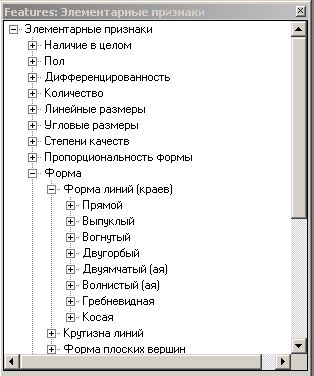 Features: Элементарные признаки
Элементарные признаки
Наличие в целом
Пол
Дифференцированность
Количество
Линейные размеры
Угловые размеры
Степени качеств
Пропорциональность формы
Форма
Форма линий (краев)
Прямой
Выпуклый
Вогнутый
Двугорбый
Двуямчатый (ая)
Волнистый (ая)
Гребневидная
Косая
Крутизна линий
Форма плоских вершин